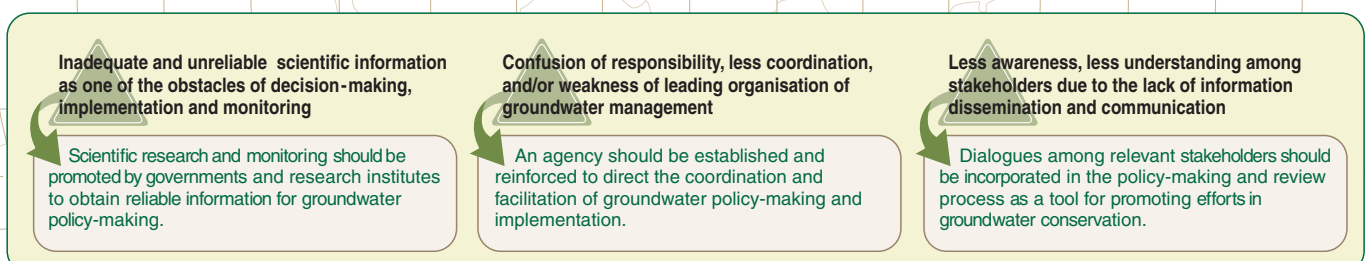 Inadequate and unreliable scientific information
as one of the obstacles of decision-making,
implementation and monitoring
Scientific research and monitoring should be
promoted by governments and research institutes
to obtain reliable information for groundwater
policy-making.
Confusion of responsibility, less coordination,
and/or weakness of leading organisation of
groundwater management
An agency should be established and
reinforced to direct the coordination and
facilitation of groundwater policy-making and
implementation.
Less awareness, less understanding among
stakeholders due to the lack of information
dissemination and communication
Dialogues among relevant stakeholders should
be incorporated in the policy-making and review
process as a tool for promoting efforts in
groundwater conservation.